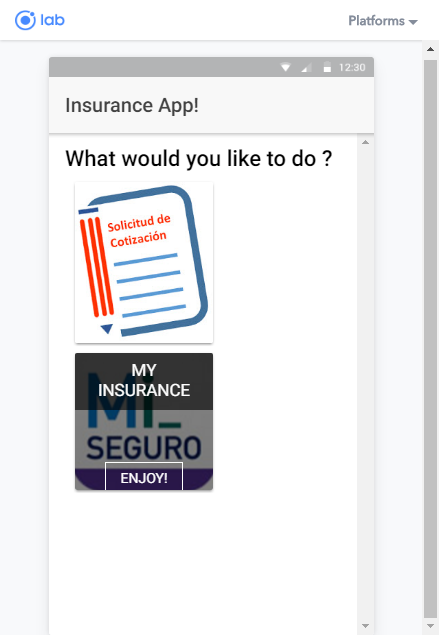 lab
Platforms
12:30
Insurance App!
What would you like to do ?
Solicitud de
Cotización
MY
INSURANCE
Mi_
SEGURO
ENJOY!